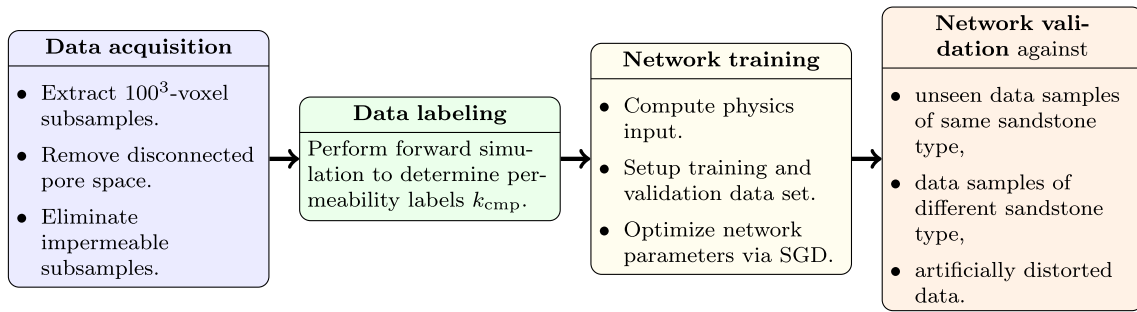 Data acquisition
• Extract 100³-voxel
subsamples.
• Remove disconnected
pore space.
• Eliminate
impermeable
subsamples.
Data labeling
Perform forward simu-
lation to determine per-
meability labels k_cmp.
Network training
• Compute physics
input.
• Setup training and
validation data set.
• Optimize network
parameters via SGD.
Network vali-
dation against
• unseen data samples
of same sandstone
type,
• data samples of
different sandstone
type,
• artificially distorted
data.